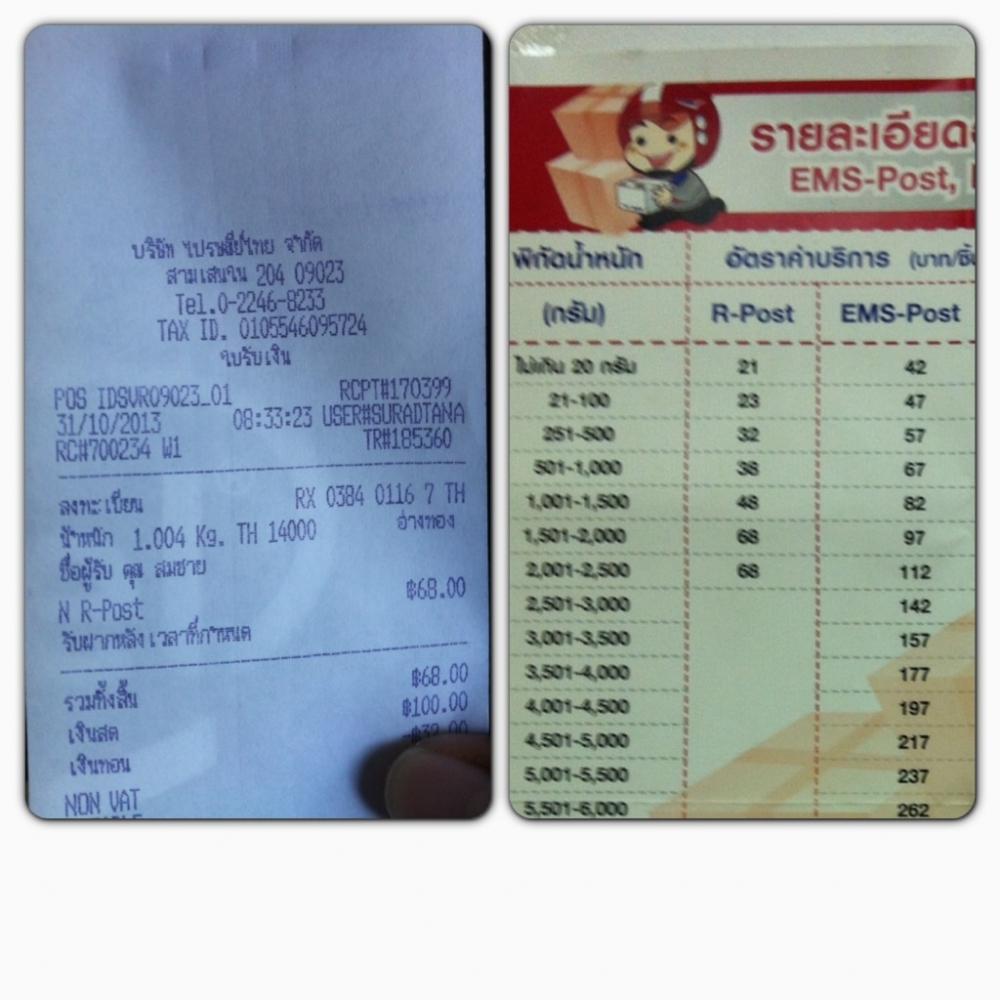 บริษัท ไปรษณีย์ไทย จำกัด
สามเสนใน 204 09023
Tel.0-2246-8233
TAX ID. 0105546095724
ใบรับเงิน
POS IDSVR09023_01 RCPT#170399
31/10/2013 08:33:23 USER#SURADTANA
RC#700234 W1 TR#185360
ลงทะเบียน RX 0384 0116 7 TH
น้ำหนัก 1.004 Kg. TH 14000 อ่างทอง
ชื่อผู้รับ คุณ สมชาย
N R-Post ฿68.00
รับฝากหลังเวลาที่กำหนด
รวมทั้งสิ้น ฿68.00
เงินสด ฿100.00
เงินทอน
NON VAT
รายละเอียด
EMS-Post,
พิกัดน้ำหนัก อัตราค่าบริการ (บาท/ชิ้น
(กรัม) R-Post EMS-Post
ไม่เกิน 20 กรัม 21 42
21-100 23 47
251-500 32 57
501-1,000 38 67
1,001-1,500 48 82
1,501-2,000 68 97
2,001-2,500 68 112
2,501-3,000 142
3,001-3,500 157
3,501-4,000 177
4,001-4,500 197
4,501-5,000 217
5,001-5,500 237
5,501-6,000 262